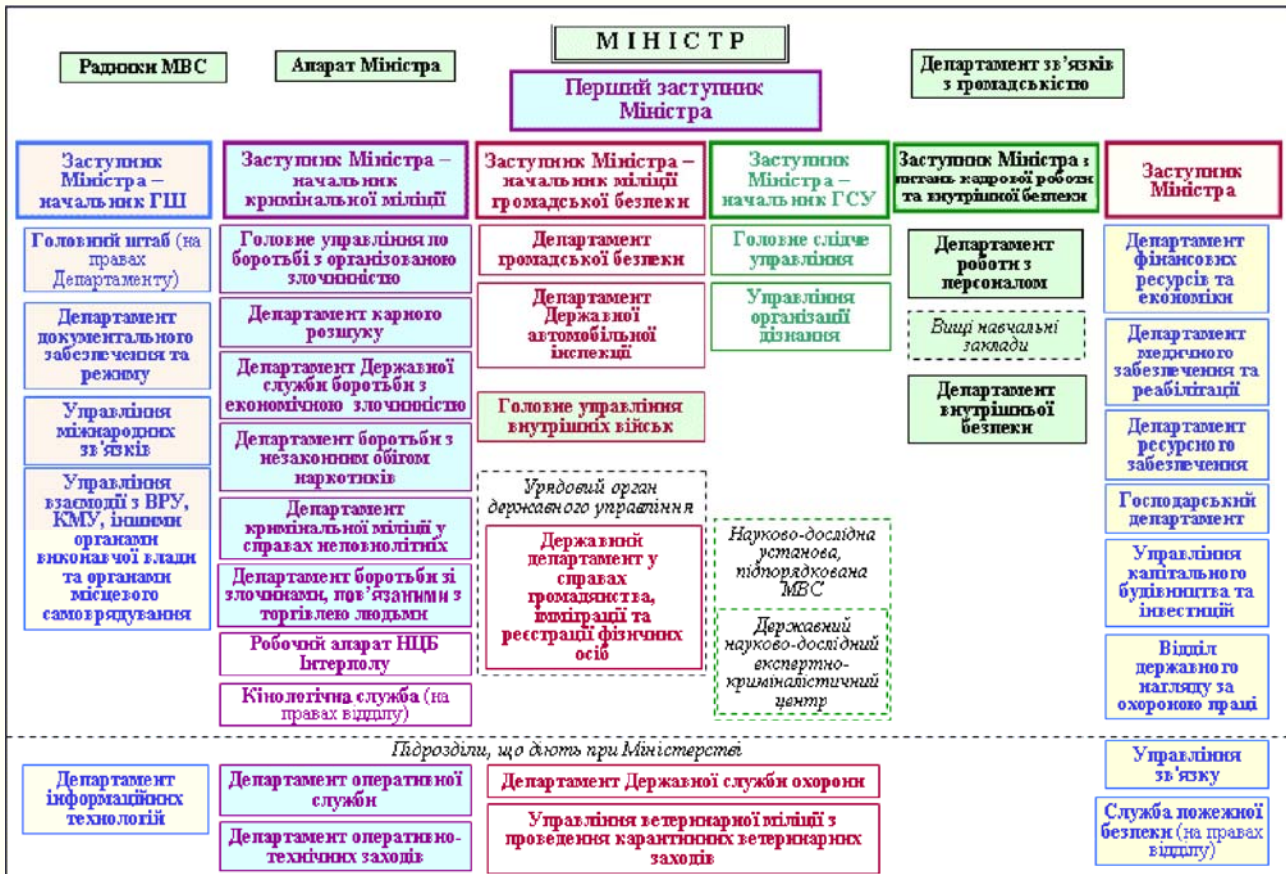 МІНІСТР
Радники МВС
Апарат Міністра
Департамент зв’язків
з громадськістю
Перший заступник
Міністра
Заступник
Міністра –
начальник ГШ
Головний штаб (на
правах
Департаменту)
Департамент
документального
забезпечення та
режиму
Управління
міжнародних
зв'язків
Управління
взаємодії з ВРУ,
КМУ, іншими
органами
виконавчої влади
та органами
місцевого
самоврядування
Заступник Міністра –
начальник
кримінальної міліції
Головне управління по
боротьбі з організованою
злочинністю
Департамент карного
розшуку
Департамент Державної
служби боротьби з
економічною злочинністю
Департамент боротьби з
незаконним обігом
наркотиків
Департамент
кримінальної міліції у
справах неповнолітніх
Департамент боротьби зі
злочинами, пов’язаними з
торгівлею людьми
Робочий апарат НЦБ
Інтерполу
Кінологічна служба (на
правах відділу)
Заступник Міністра –
начальник міліції
громадської безпеки
Департамент
громадської безпеки
Департамент
Державної
автомобільної
інспекції
Головне управління
внутрішніх військ
Урядовий орган
державного управління
Державний
департамент у
справах
громадянства,
імміграції та
реєстрації фізичних
осіб
Заступник
Міністра –
начальник ГСУ
Головне слідче
управління
Управління
організації
дізнання
Науково-дослідна
установа,
підпорядкована
МВС
Державний
науково-дослідний
експертно-
криміналістичний
центр
Заступник Міністра з
питань кадрової роботи
та внутрішної безпеки
Департамент
роботи з
персоналом
Вищі навчальні
заклади
Департамент
внутрішньої
безпеки
Заступник
Міністра
Департамент
фінансових
ресурсів та
економіки
Департамент
медичного
забезпечення та
реабілітації
Департамент
ресурсного
забезпечення
Господарський
департамент
Управління
капітального
будівництва та
інвестицій
Відділ
державного
нагляду за
охороною праці
Підрозділи, що діють при Міністерстві
Департамент
інформаційних
технологій
Департамент оперативної
служби
Департамент оперативно-
технічних заходів
Департамент Державної служби охорони
Управління ветеринарної міліції з
проведення карантинних ветеринарних
заходів
Управління
зв'язку
Служба пожежної
безпеки (на правах
відділу)